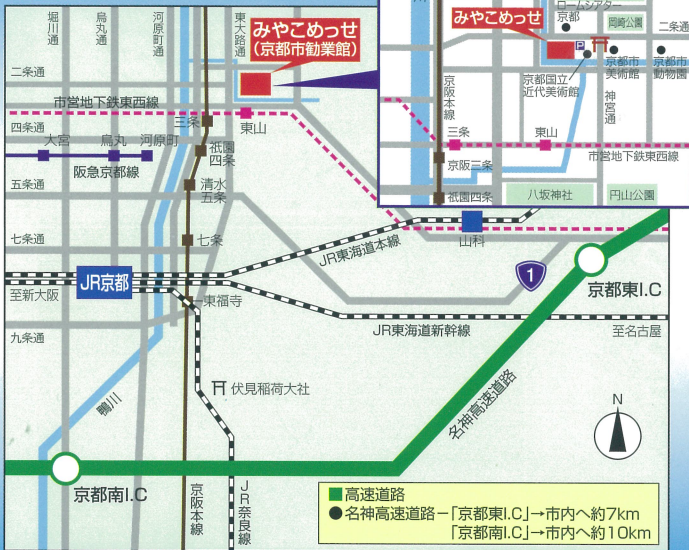 堀川通
烏丸通
河原町通
東大路通
みやこめっせ
(京都市勧業館)
二条通
市営地下鉄東西線
三条
東山
四条通
大宮
烏丸
河原町
祇園
四条
阪急京都線
五条通
清水
五条
七条通
七条
JR東海道本線
山科
1
京都東I.C
JR京都
至新大阪
東福寺
JR東海道新幹線
至名古屋
九条通
伏見稲荷大社
鴨川
名神高速道路
N
京都南I.C
京阪本線
JR奈良線
高速道路
名神高速道路－「京都東I.C」→市内へ約7km
「京都南I.C」→市内へ約10km
みやこめっせ
ロームシアター
京都
岡崎公園
二条通
P
京都国立
近代美術館
京都市
美術館
京都市
動物園
神宮通
京阪本線
三条
東山
市営地下鉄東西線
京阪三条
祇園四条
八坂神社
円山公園